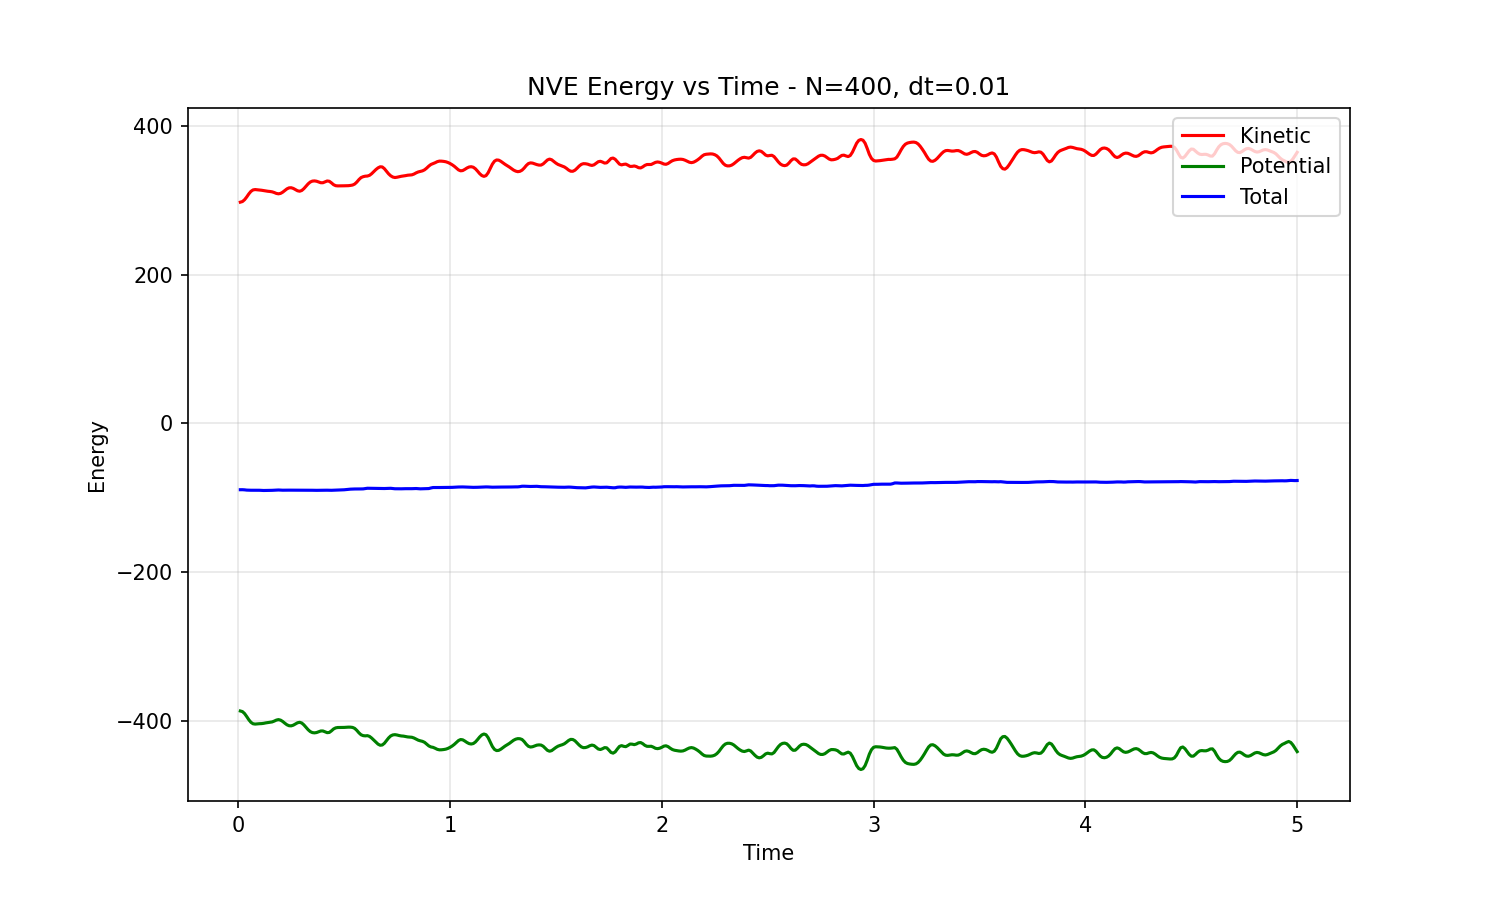 NVE Energy vs Time - N=400, dt=0.01
Kinetic
Potential
Total
400
200
0
−200
−400
Energy
0 1 2 3 4 5
Time